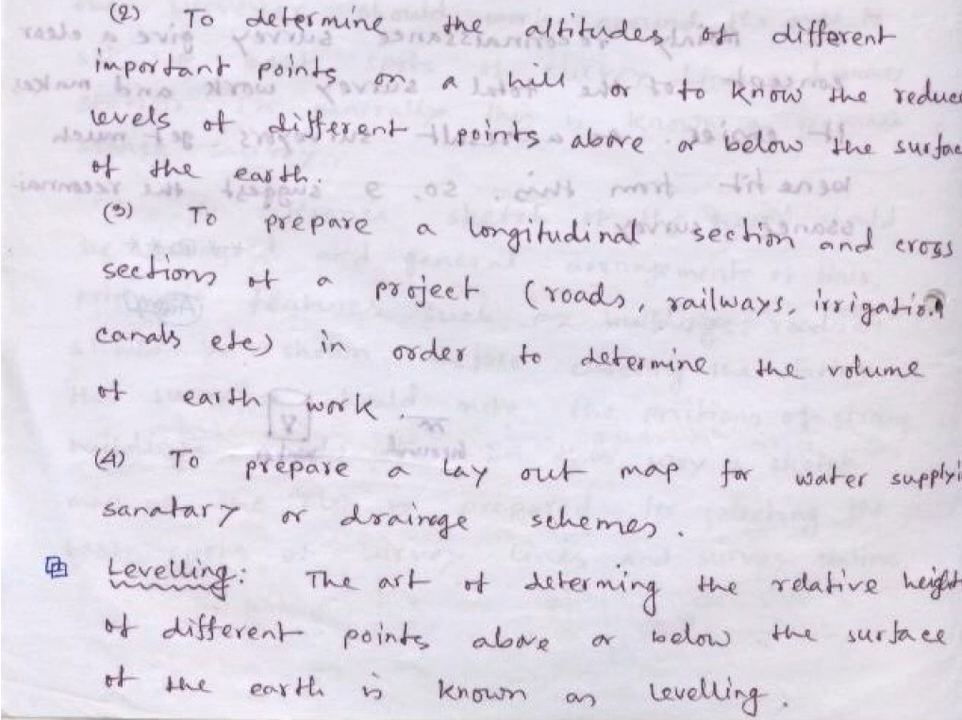 (2) To determine the altitudes of different
important points on a hill or to know the reduce
levels of different points above or below the surfac
of the earth.
(3) To prepare a longitudinal section and cross
sections of a project (roads, railways, irrigation
canals etc) in order to determine the volume
of earth work.
(4) To prepare a lay out map for water supplyi
sanatary or drainage schemes.
Levelling: The art of determing the relative height
of different points above or below the surface
of the earth is known as levelling.